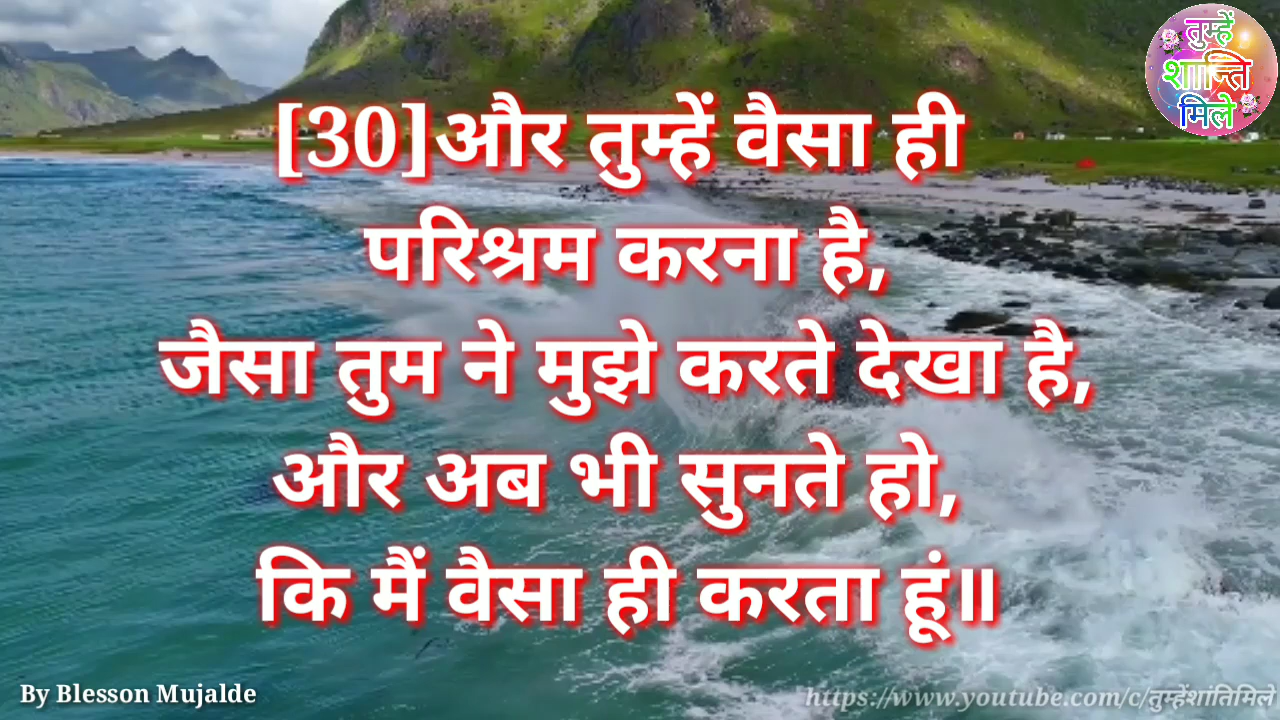 तुम्हें
शान्ति
मिले
[30]और तुम्हें वैसा ही
परिश्रम करना है,
जैसा तुम ने मुझे करते देखा है,
और अब भी सुनते हो,
कि मैं वैसा ही करता हूं॥
By Blesson Mujalde
https://www.youtube.com/c/तुम्हेंशांतिमिले